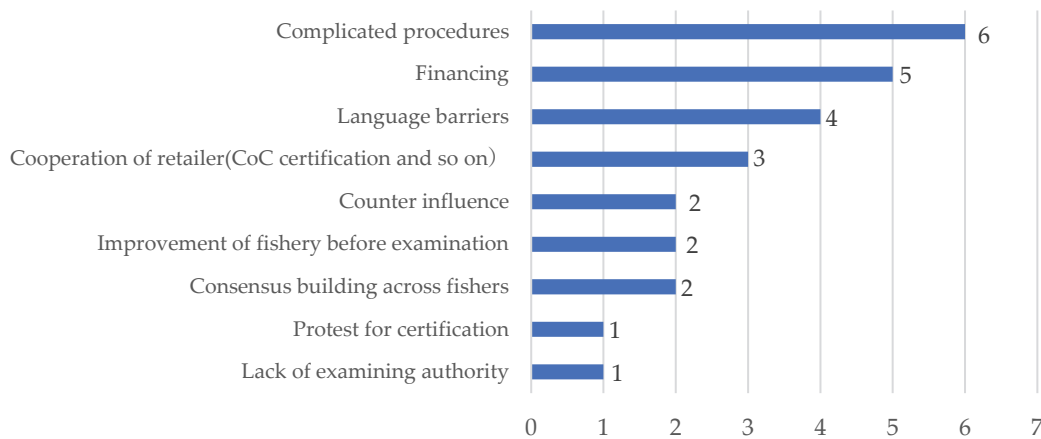 Complicated procedures 6
Financing 5
Language barriers 4
Cooperation of retailer(CoC certification and so on） 3
Counter influence 2
Improvement of fishery before examination 2
Consensus building across fishers 2
Protest for certification 1
Lack of examining authority 1
0 1 2 3 4 5 6 7